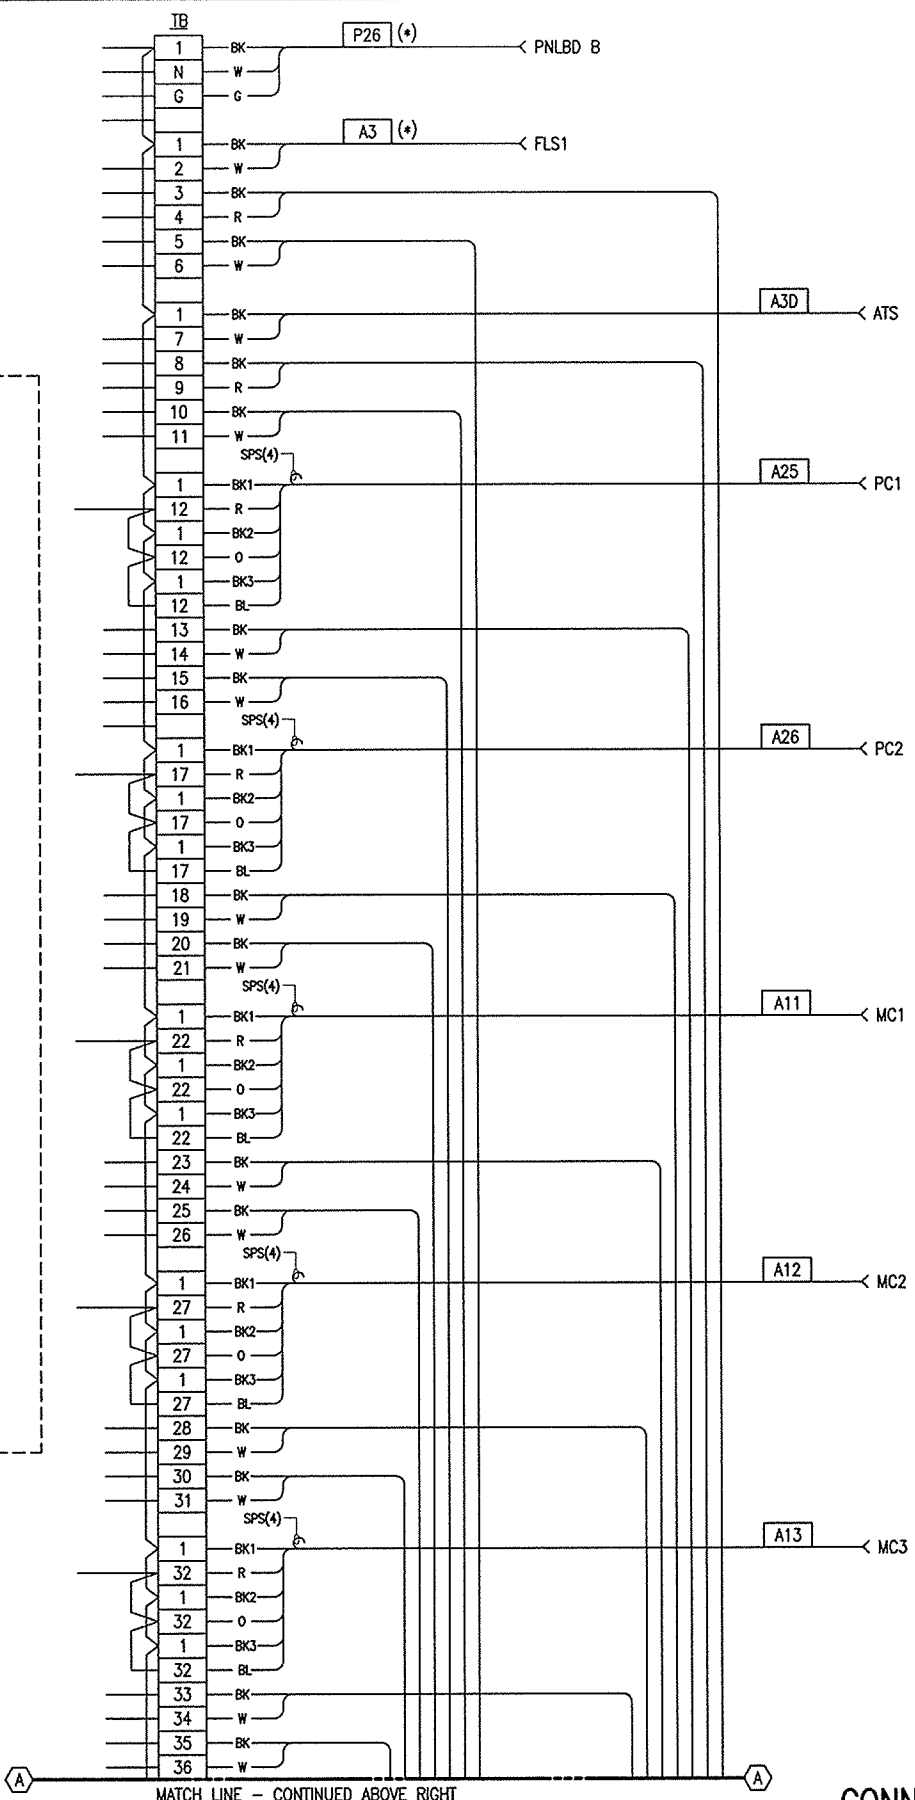 TB
1 BK P26 (*) PNLBD B
N W
G G
1 BK A3 (*) FLS1
2 W
3 BK
4 R
5 BK
6 W
1 BK A3D ATS
7 W
8 BK
9 R
10 BK
11 W
SPS(4)
1 BK1 A25 PC1
12 R
1 BK2
12 O
1 BK3
12 BL
13 BK
14 W
15 BK
16 W
SPS(4)
1 BK1 A26 PC2
17 R
1 BK2
17 O
1 BK3
17 BL
18 BK
19 W
20 BK
21 W
SPS(4)
1 BK1 A11 MC1
22 R
1 BK2
22 O
1 BK3
22 BL
23 BK
24 W
25 BK
26 W
SPS(4)
1 BK1 A12 MC2
27 R
1 BK2
27 O
1 BK3
27 BL
28 BK
29 W
30 BK
31 W
SPS(4)
1 BK1 A13 MC3
32 R
1 BK2
32 O
1 BK3
32 BL
33 BK
34 W
35 BK
36 W
A A
MATCH LINE – CONTINUED ABOVE RIGHT